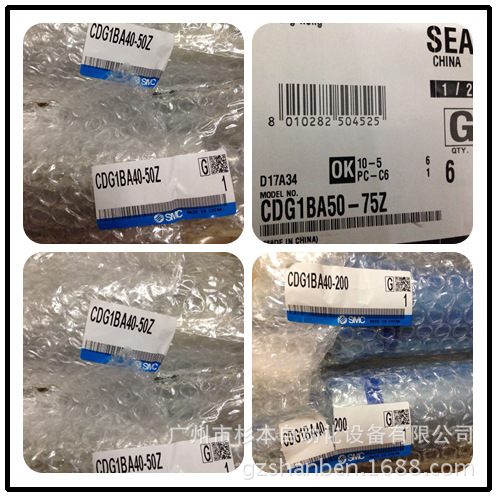 CDG1BA40-50Z
SMC
CDG1BA40-50Z
G
1
SMC
SEA
CHINA
1/2
8 010282 504525
G
QTY.
OK 10-5 PC-C6
6
1
6
D17A34
MODEL NO.
CDG1BA50-75Z
(MADE IN CHINA)
CDG1BA40-50Z
SMC
CDG1BA40-50Z
G
CDG1BA40-200
G
1
SMC
CDG1BA40-200
G
1
SMC
广州市杉本自动化设备有限公司
gzshanben.1688.com